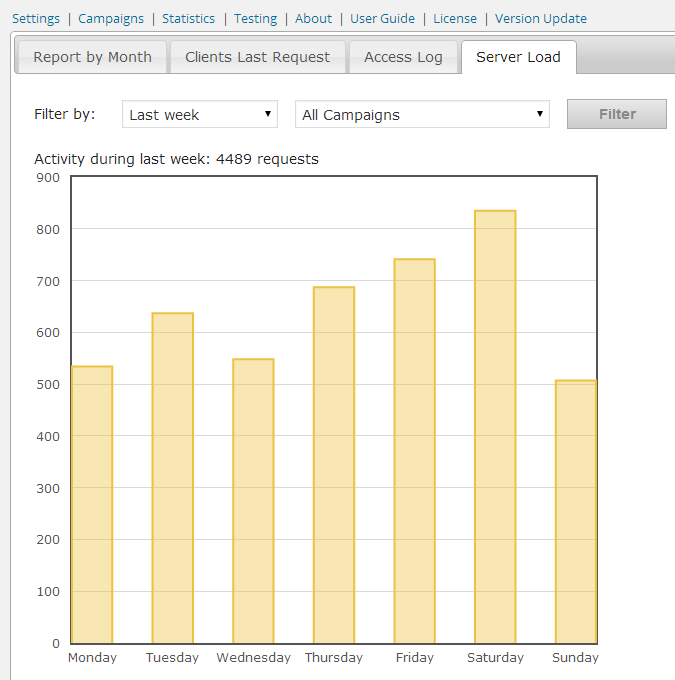 Settings | Campaigns | Statistics | Testing | About | User Guide | License | Version Update
Report by Month Clients Last Request Access Log Server Load
Filter by: Last week All Campaigns Filter
Activity during last week: 4489 requests
900
800
700
600
500
400
300
200
100
0
Monday Tuesday Wednesday Thursday Friday Saturday Sunday